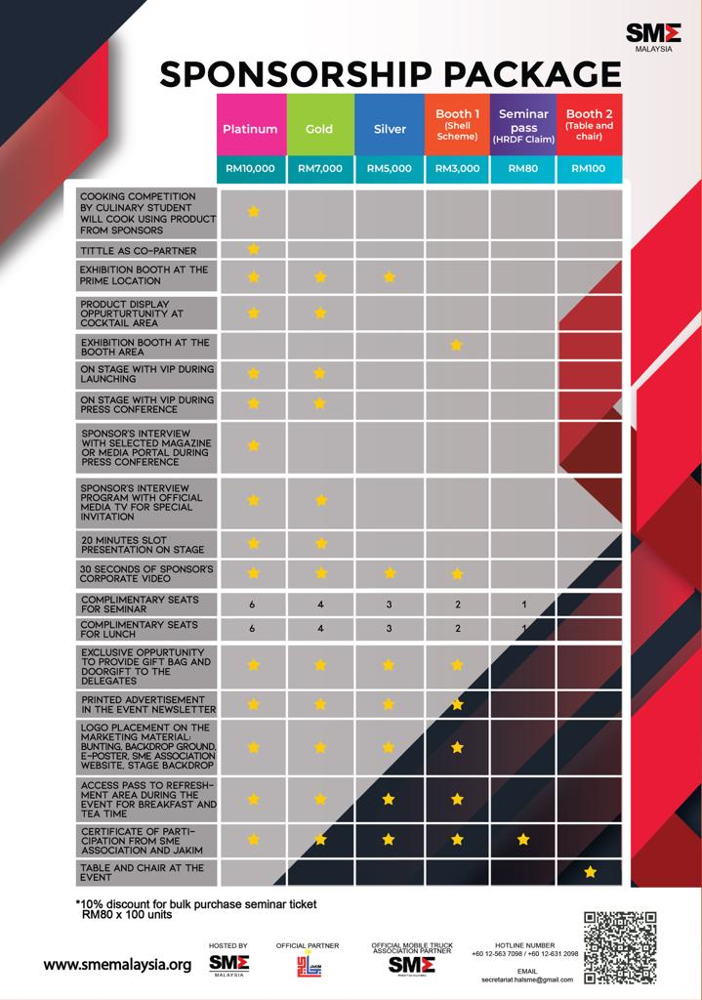 SME
MALAYSIA
SPONSORSHIP PACKAGE
Platinum
Gold
Silver
Booth 1
(Shell
Scheme)
Seminar
pass
(HRDF Claim)
Booth 2
(Table and
chair)
RM10,000
RM7,000
RM5,000
RM3,000
RM80
RM100
COOKING COMPETITION
BY CULINARY STUDENT
WILL COOK USING PRODUCT
FROM SPONSORS
TITTLE AS CO-PARTNER
EXHIBITION BOOTH AT THE
PRIME LOCATION
PRODUCT DISPLAY
OPPURTURTUNITY AT
COCKTAIL AREA
EXHIBITION BOOTH AT THE
BOOTH AREA
ON STAGE WITH VIP DURING
LAUNCHING
ON STAGE WITH VIP DURING
PRESS CONFERENCE
SPONSOR'S INTERVIEW
WITH SELECTED MAGAZINE
OR MEDIA PORTAL DURING
PRESS CONFERENCE
SPONSOR'S INTERVIEW
PROGRAM WITH OFFICIAL
MEDIA TV FOR SPECIAL
INVITATION
20 MINUTES SLOT
PRESENTATION ON STAGE
30 SECONDS OF SPONSOR'S
CORPORATE VIDEO
COMPLIMENTARY SEATS
FOR SEMINAR
6 4 3 2 1
COMPLIMENTARY SEATS
FOR LUNCH
6 4 3 2 1
EXCLUSIVE OPPURTUNITY
TO PROVIDE GIFT BAG AND
DOORGIFT TO THE
DELEGATES
PRINTED ADVERTISEMENT
IN THE EVENT NEWSLETTER
LOGO PLACEMENT ON THE
MARKETING MATERIAL:
BUNTING, BACKDROP GROUND,
E-POSTER, SME ASSOCIATION
WEBSITE, STAGE BACKDROP
ACCESS PASS TO REFRESH-
MENT AREA DURING THE
EVENT FOR BREAKFAST AND
TEA TIME
CERTIFICATE OF PARTI-
CIPATION FROM SME
ASSOCIATION AND JAKIM
TABLE AND CHAIR AT THE
EVENT
*10% discount for bulk purchase seminar ticket
RM80 x 100 units
www.smemalaysia.org
HOSTED BY
SME
MALAYSIA
OFFICIAL PARTNER
JAKIM
OFFICIAL MOBILE TRUCK
ASSOCIATION PARTNER
SME
HOTLINE NUMBER
+60 12-563 7098 / +60 12-631 2098
EMAIL
secretariat.halsme@gmail.com